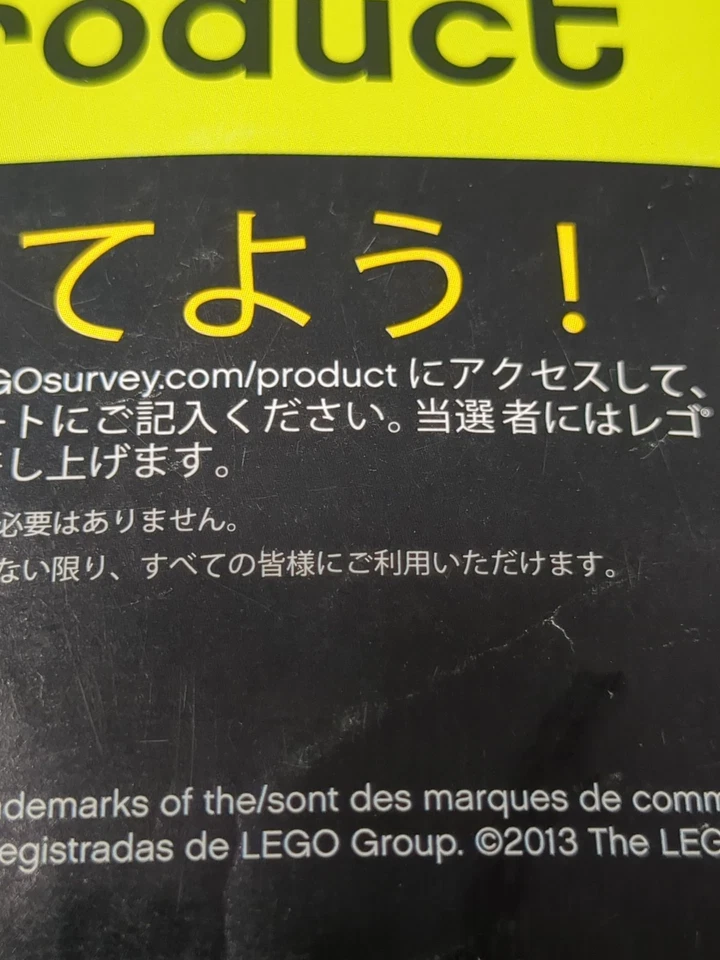 roduct
てよう！
GOsurvey.com/product にアクセスして、
ートにご記入ください。当選者にはレゴ®
し上げます。
必要はありません。
ない限り、すべての皆様にご利用いただけます。
ademarks of the/sont des marques de comm
egistradas de LEGO Group. ©2013 The LEG